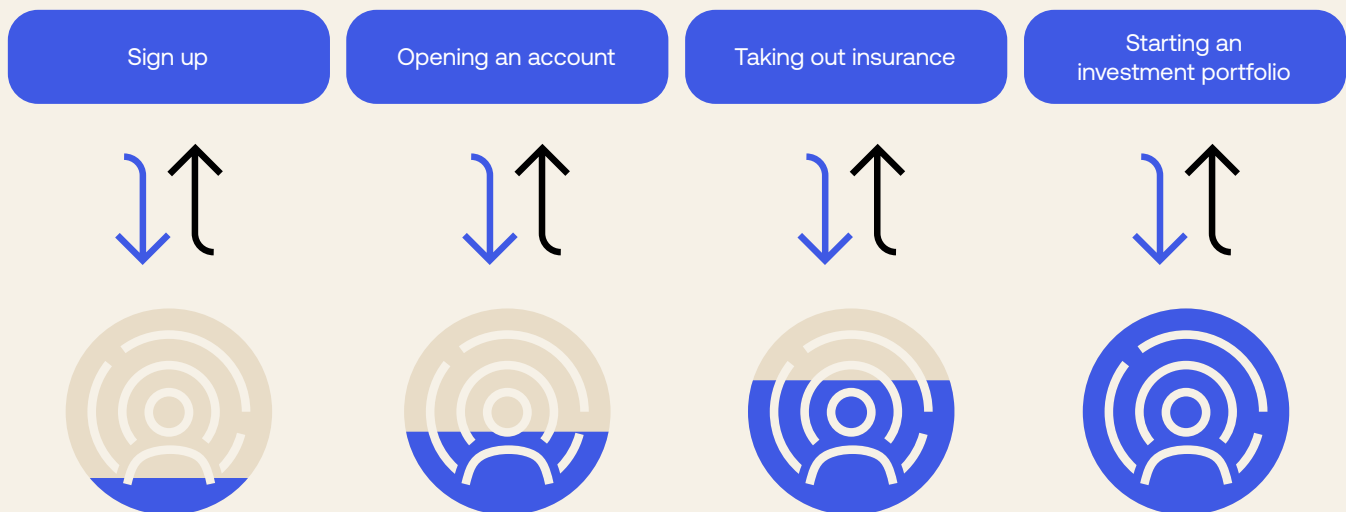 Sign up
Opening an account
Taking out insurance
Starting an
investment portfolio